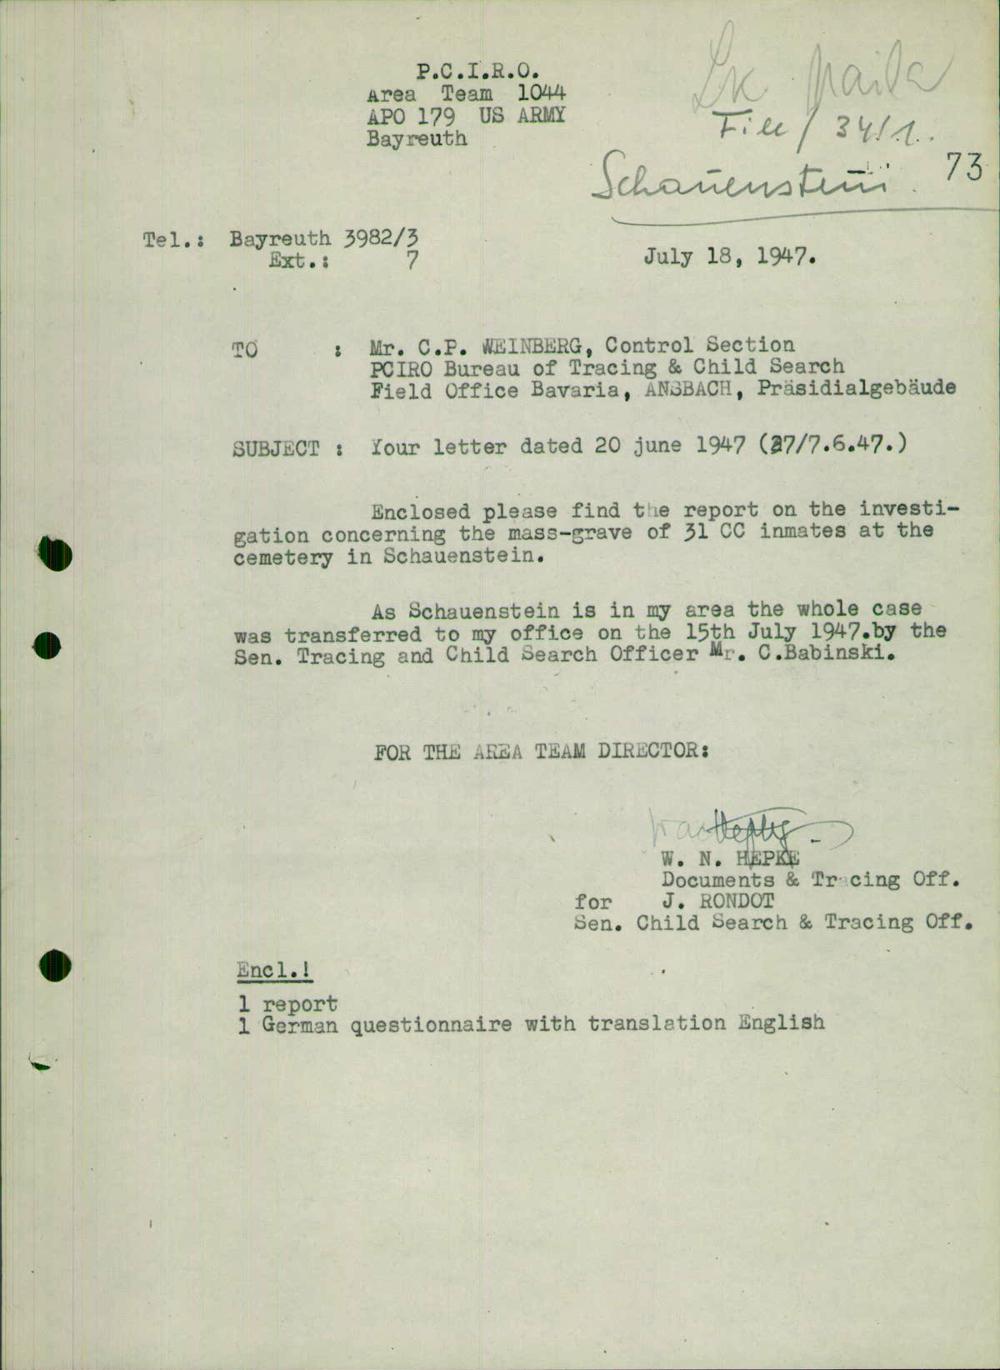 P.C.I.R.O.
Area Team 1044
APO 179 US ARMY
Bayreuth
Lk Naila
File / 34/1.
Schauenstein.
73
Tel.: Bayreuth 3982/3
Ext.: 7
July 18, 1947.
TO : Mr. C.P. WEINBERG, Control Section
PCIRO Bureau of Tracing & Child Search
Field Office Bavaria, ANSBACH, Präsidialgebäude
SUBJECT : Your letter dated 20 june 1947 (27/7.6.47.)
Enclosed please find the report on the investi-
gation concerning the mass-grave of 31 CC inmates at the
cemetery in Schauenstein.
As Schauenstein is in my area the whole case
was transferred to my office on the 15th July 1947.by the
Sen. Tracing and Child Search Officer Mr. C.Babinski.
FOR THE AREA TEAM DIRECTOR:
W. N. HEPKE
Documents & Tracing Off.
for J. RONDOT
Sen. Child Search & Tracing Off.
Encl.!
1 report
1 German questionnaire with translation English